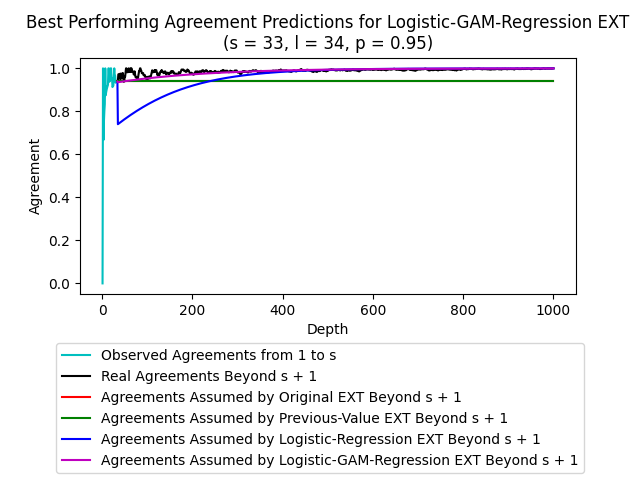 Best Performing Agreement Predictions for Logistic-GAM-Regression EXT
(s = 33, l = 34, p = 0.95)
1.0
0.8
0.6
0.4
0.2
0.0
Agreement
0 200 400 600 800 1000
Depth
Observed Agreements from 1 to s
Real Agreements Beyond s + 1
Agreements Assumed by Original EXT Beyond s + 1
Agreements Assumed by Previous-Value EXT Beyond s + 1
Agreements Assumed by Logistic-Regression EXT Beyond s + 1
Agreements Assumed by Logistic-GAM-Regression EXT Beyond s + 1